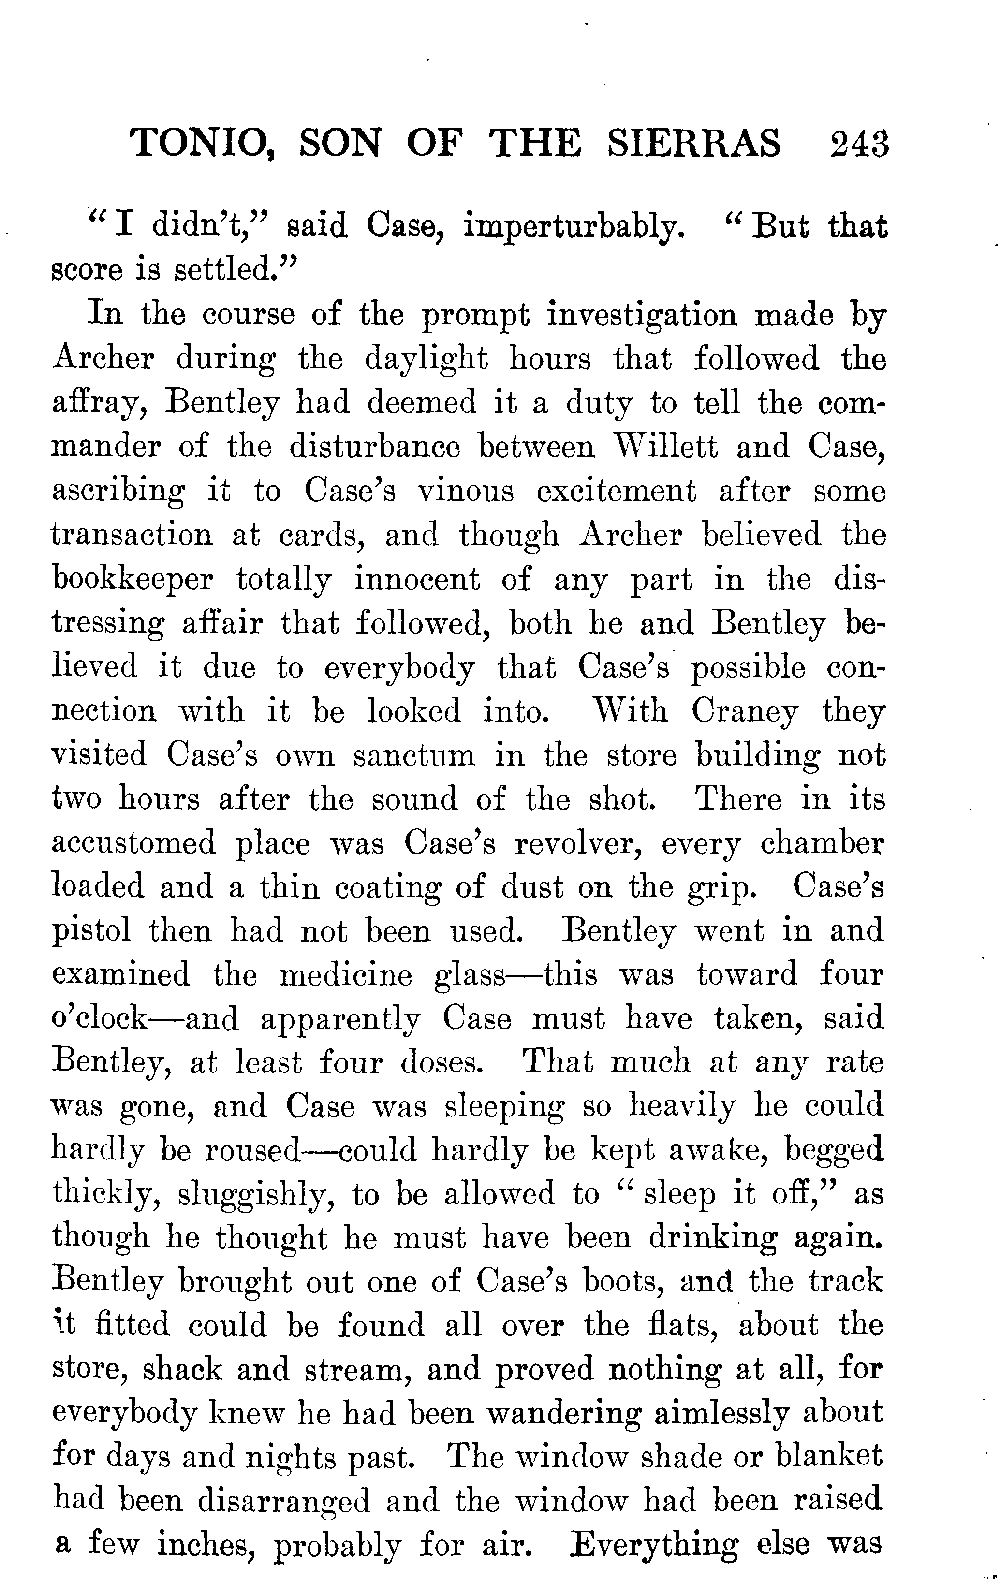 TONIO, SON OF THE SIERRAS 243
"I didn't," said Case, imperturbably. "But that
score is settled."
In the course of the prompt investigation made by
Archer during the daylight hours that followed the
affray, Bentley had deemed it a duty to tell the com-
mander of the disturbance between Willett and Case,
ascribing it to Case's vinous excitement after some
transaction at cards, and though Archer believed the
bookkeeper totally innocent of any part in the dis-
tressing affair that followed, both he and Bentley be-
lieved it due to everybody that Case's possible con-
nection with it be looked into. With Craney they
visited Case's own sanctum in the store building not
two hours after the sound of the shot. There in its
accustomed place was Case's revolver, every chamber
loaded and a thin coating of dust on the grip. Case's
pistol then had not been used. Bentley went in and
examined the medicine glass—this was toward four
o'clock—and apparently Case must have taken, said
Bentley, at least four doses. That much at any rate
was gone, and Case was sleeping so heavily he could
hardly be roused—could hardly be kept awake, begged
thickly, sluggishly, to be allowed to "sleep it off," as
though he thought he must have been drinking again.
Bentley brought out one of Case's boots, and the track
it fitted could be found all over the flats, about the
store, shack and stream, and proved nothing at all, for
everybody knew he had been wandering aimlessly about
for days and nights past. The window shade or blanket
had been disarranged and the window had been raised
a few inches, probably for air. Everything else was